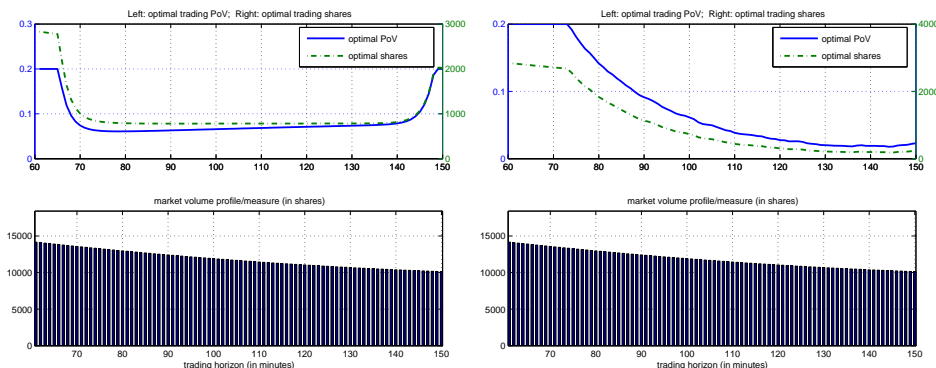 Left: optimal trading PoV; Right: optimal trading shares
0.3
0.2
0.1
0
3000
2000
1000
0
optimal PoV
optimal shares
60 70 80 90 100 110 120 130 140 150
market volume profile/measure (in shares)
15000
10000
5000
0
70 80 90 100 110 120 130 140 150
trading horizon (in minutes)
Left: optimal trading PoV; Right: optimal trading shares
0.2
0.1
0
4000
2000
0
optimal PoV
optimal shares
60 70 80 90 100 110 120 130 140 150
market volume profile/measure (in shares)
15000
10000
5000
0
70 80 90 100 110 120 130 140 150
trading horizon (in minutes)